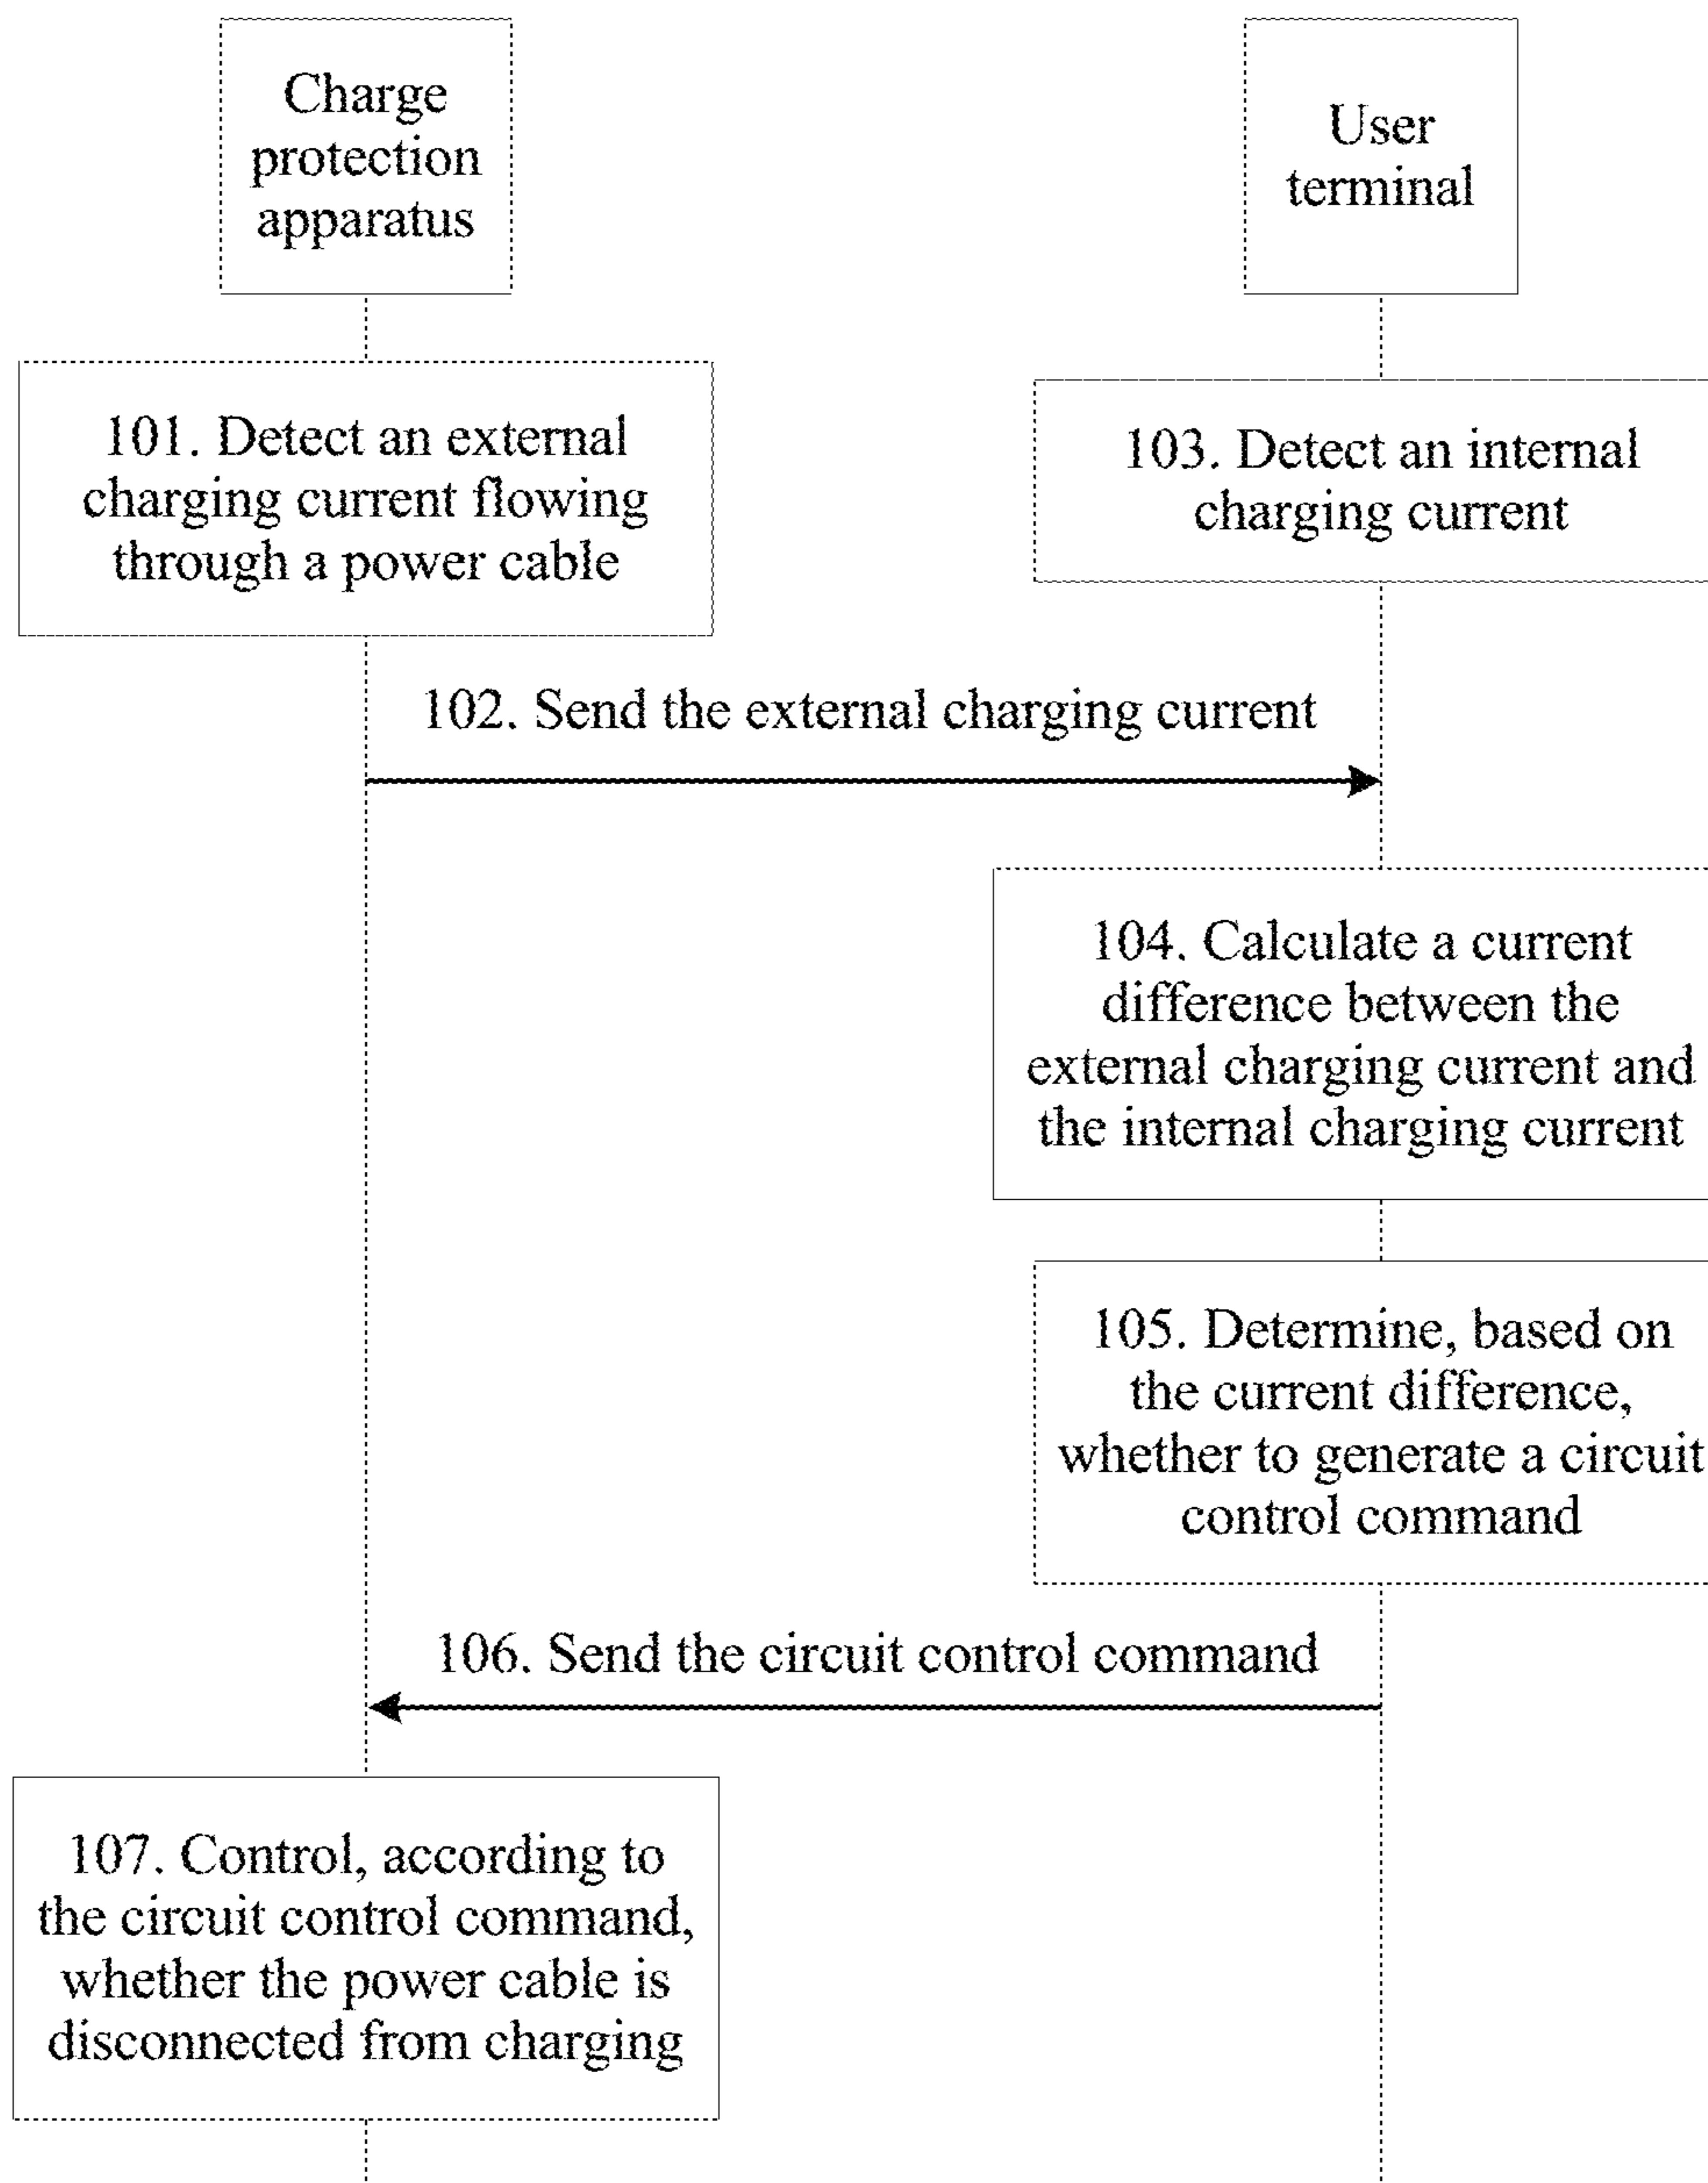 Charge
protection
apparatus
User
terminal
101. Detect an external
charging current flowing
through a power cable
103. Detect an internal
charging current
102. Send the external charging current
104. Calculate a current
difference between the
external charging current and
the internal charging current
105. Determine, based on
the current difference,
whether to generate a circuit
control command
106. Send the circuit control command
107. Control, according to
the circuit control command,
whether the power cable is
disconnected from charging